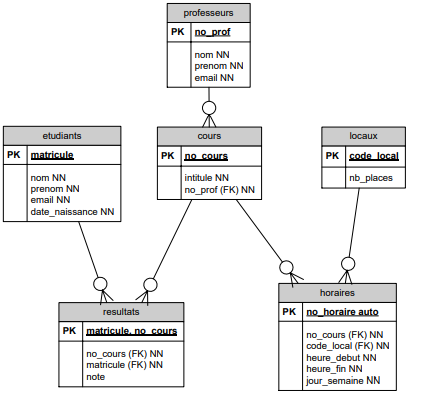 professeurs
PK no_prof
nom NN
prenom NN
email NN
etudiants
PK matricule
nom NN
prenom NN
email NN
date_naissance NN
cours
PK no_cours
intitule NN
no_prof (FK) NN
locaux
PK code_local
nb_places
resultats
PK matricule, no_cours
no_cours (FK) NN
matricule (FK) NN
note
horaires
PK no_horaire auto
no_cours (FK) NN
code_local (FK) NN
heure_debut NN
heure_fin NN
jour_semaine NN